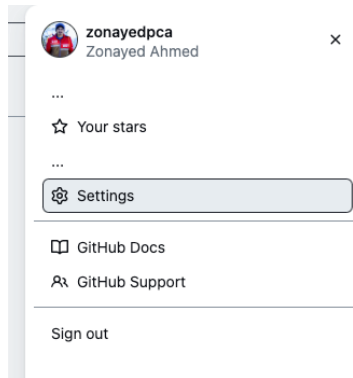 zonayedpca
Zonayed Ahmed
...
Your stars
...
Settings
GitHub Docs
GitHub Support
Sign out